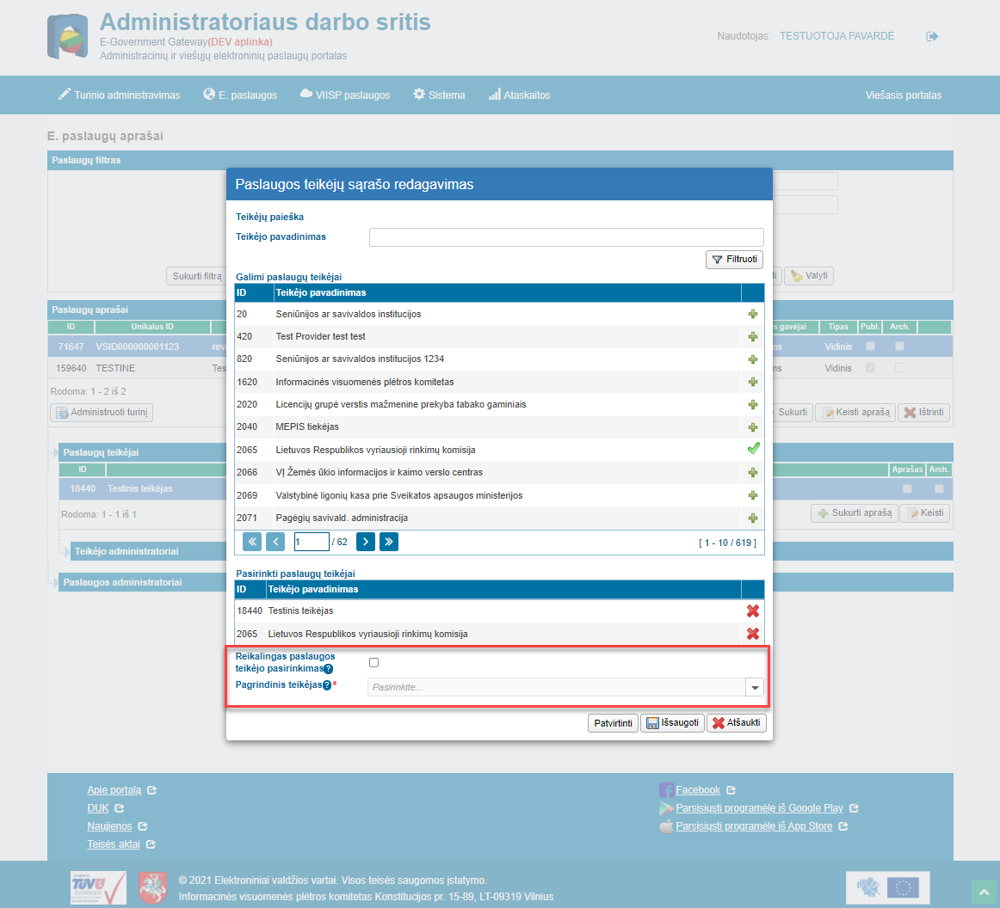 Administratoriaus darbo sritis
E-Government Gateway(DEV aplinka)
Administracinių ir viešųjų elektroninių paslaugų portalas
Naudotojas: TESTUOTOJA PAVARDĖ
Turinio administravimas E. paslaugos VIISP paslaugos Sistema Ataskaitos Viešasis portalas
E. paslaugų aprašai
Paslaugų filtras
Sukurti filtrą
Valyti
Paslaugų aprašai
ID Unikalus ID s gavėjai Tipas Publ. Arch.
71647 VSID000000001123 Vidinis
159640 TESTINE Tes Vidinis
Rodoma: 1 - 2 iš 2
Administruoti turinį Sukurti Keisti aprašą Ištrinti
Paslaugų teikėjai
ID Aprašas Arch.
18440 Testinis teikėjas
Rodoma: 1 - 1 iš 1
Sukurti aprašą Keisti
Teikėjo administratoriai
Paslaugos administratoriai
Paslaugos teikėjų sąrašo redagavimas
Teikėjų paieška
Teikėjo pavadinimas
Filtruoti
Galimi paslaugų teikėjai
ID Teikėjo pavadinimas
20 Seniūnijos ar savivaldos institucijos
420 Test Provider test test
820 Seniūnijos ar savivaldos institucijos 1234
1620 Informacinės visuomenės plėtros komitetas
2020 Licencijų grupė verstis mažmenine prekyba tabako gaminiais
2040 MEPIS tiekėjas
2065 Lietuvos Respublikos vyriausioji rinkimų komisija
2066 VĮ Žemės ūkio informacijos ir kaimo verslo centras
2069 Valstybinė ligonių kasa prie Sveikatos apsaugos ministerijos
2071 Pagėgių savivald. administracija
1 / 62 [ 1 - 10 / 619 ]
Pasirinkti paslaugų teikėjai
ID Teikėjo pavadinimas
18440 Testinis teikėjas
2065 Lietuvos Respublikos vyriausioji rinkimų komisija
Reikalingas paslaugos
teikėjo pasirinkimas?
Pagrindinis teikėjas?* Pasirinkite...
Patvirtinti Išsaugoti Atšaukti
Apie portalą
DUK
Naujienos
Teisės aktai
Facebook
Parsisiųsti programėlę iš Google Play
Parsisiųsti programėlę iš App Store
TÜV
© 2021 Elektroniniai valdžios vartai. Visos teisės saugomos įstatymo.
Informacinės visuomenės plėtros komitetas Konstitucijos pr. 15-89, LT-09319 Vilnius